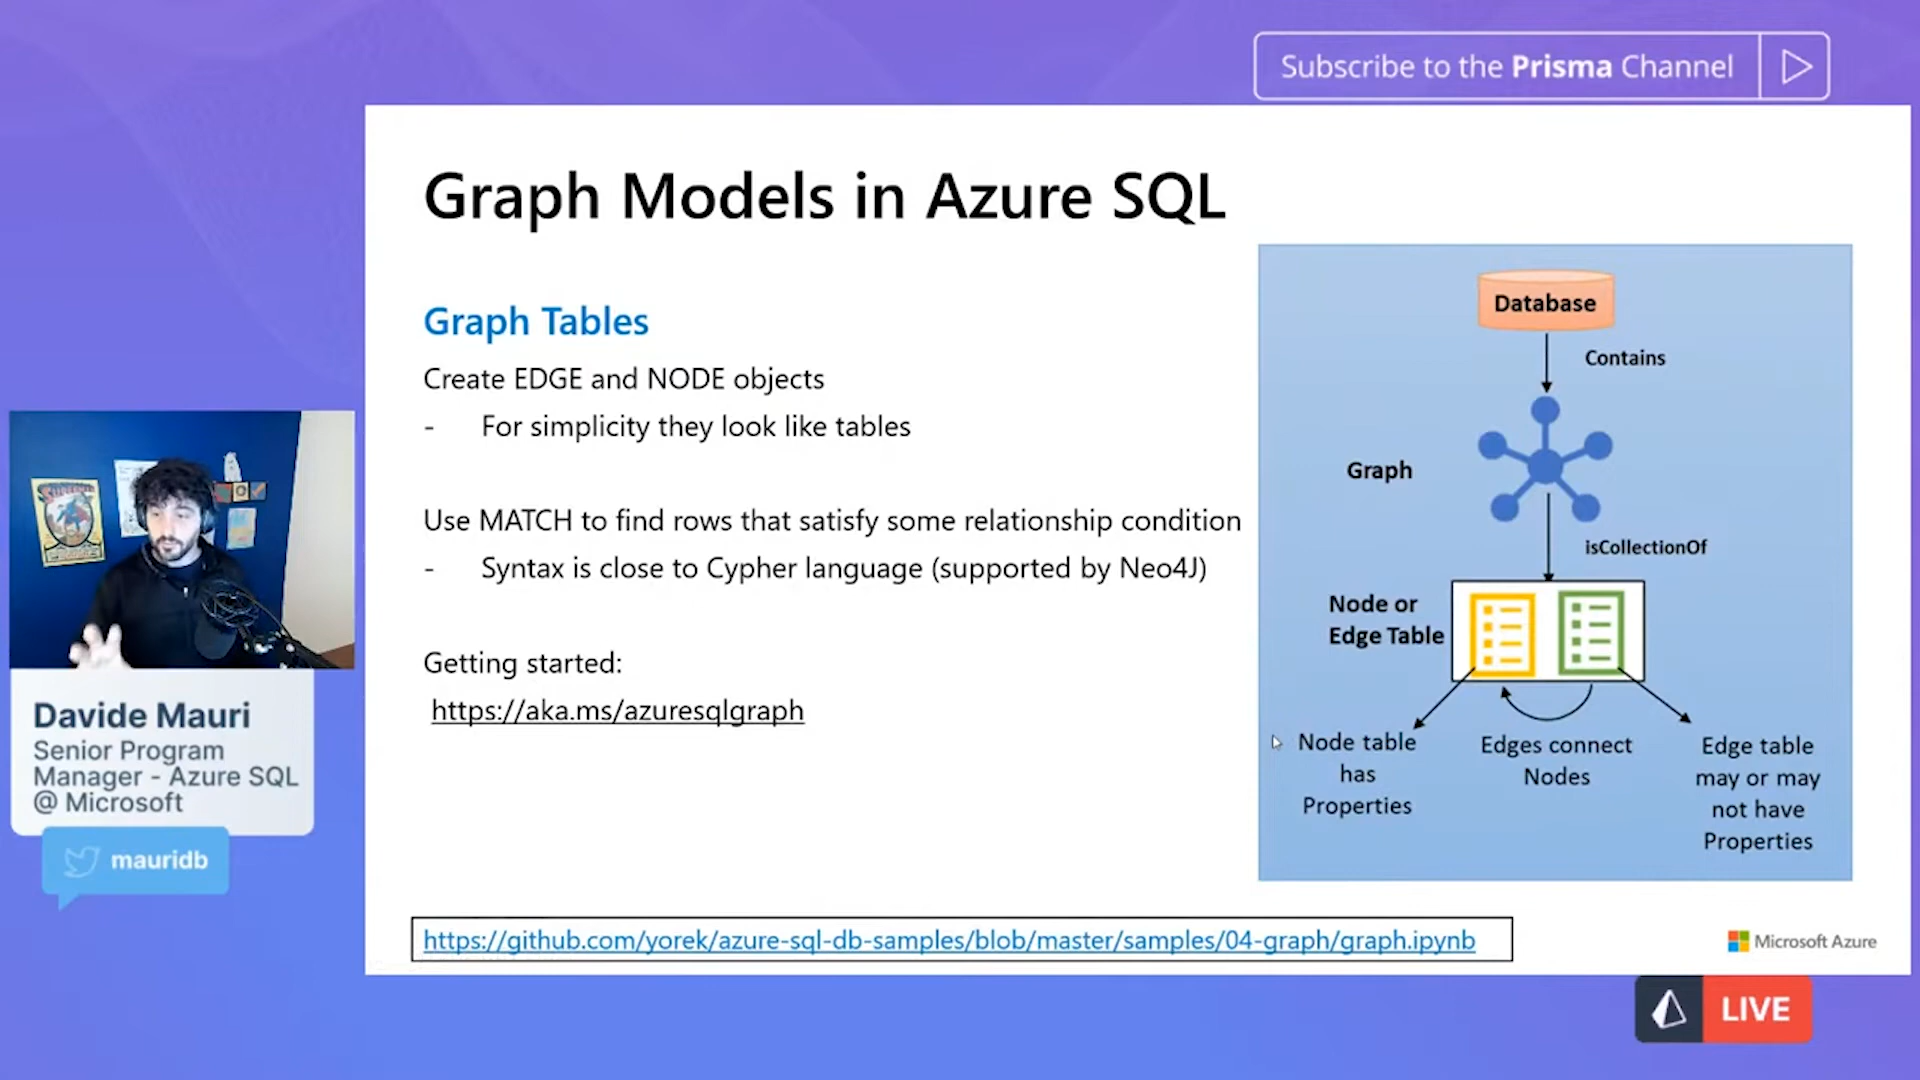 Subscribe to the Prisma Channel
Graph Models in Azure SQL
Graph Tables
Create EDGE and NODE objects
- For simplicity they look like tables
Use MATCH to find rows that satisfy some relationship condition
- Syntax is close to Cypher language (supported by Neo4J)
Getting started:
https://aka.ms/azuresqlgraph
Database
Contains
Graph
isCollectionOf
Node or
Edge Table
Node table
has
Properties
Edges connect
Nodes
Edge table
may or may
not have
Properties
https://github.com/yorek/azure-sql-db-samples/blob/master/samples/04-graph/graph.ipynb
Microsoft Azure
SUPERMAN
Davide Mauri
Senior Program
Manager - Azure SQL
@ Microsoft
mauridb
LIVE